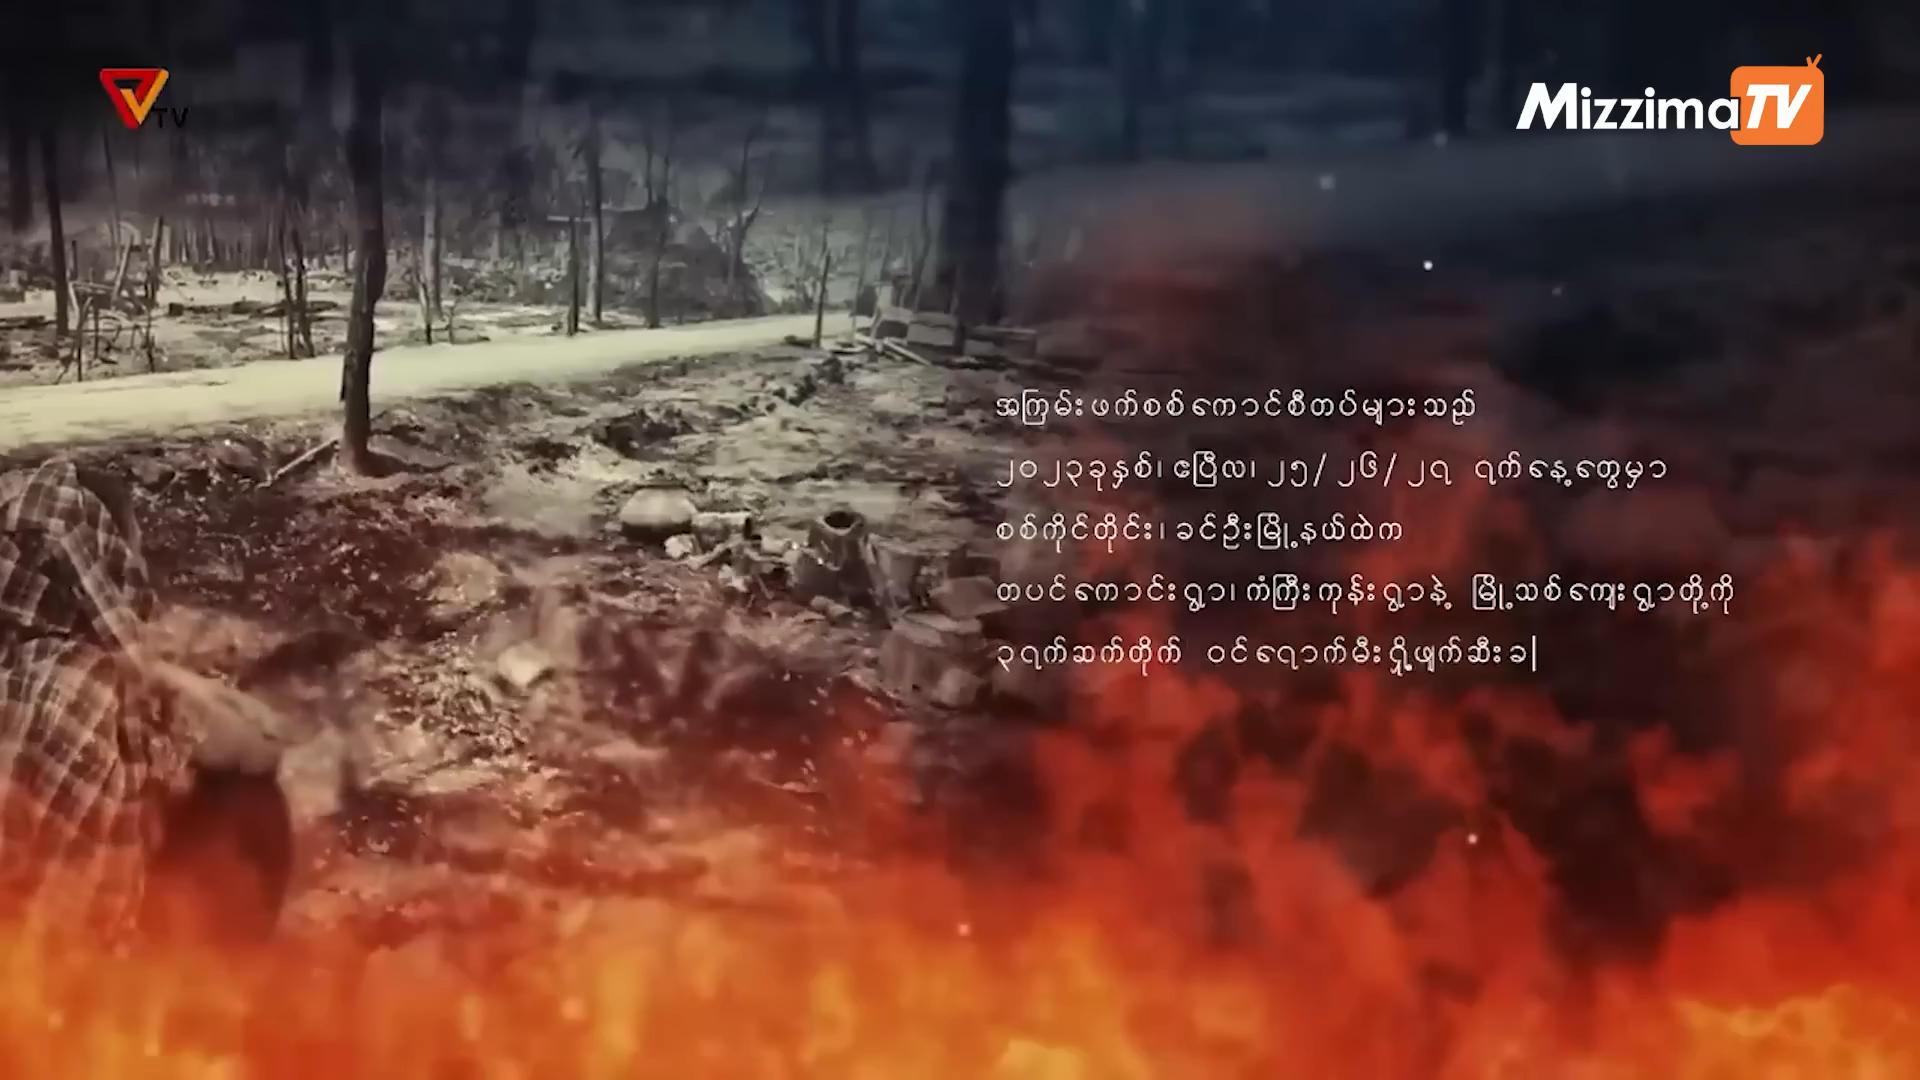 TV
MizzimaTV
အကြမ်းဖက်စစ်ကောင်စီတပ်များသည်
၂၀၂၃ခုနှစ်၊ ဧပြီလ၊ ၂၅/ ၂၆/ ၂၇ ရက်နေ့တွေမှာ
စစ်ကိုင်တိုင်း၊ ခင်ဦးမြို့နယ်ထဲက
တပင်ကောင်းရွာ၊ ကံကြီးကုန်းရွာနဲ့ မြို့သစ်ကျေးရွာတို့ကို
၃ရက်ဆက်တိုက် ဝင်ရောက်မီးရှို့ဖျက်ဆီးခ